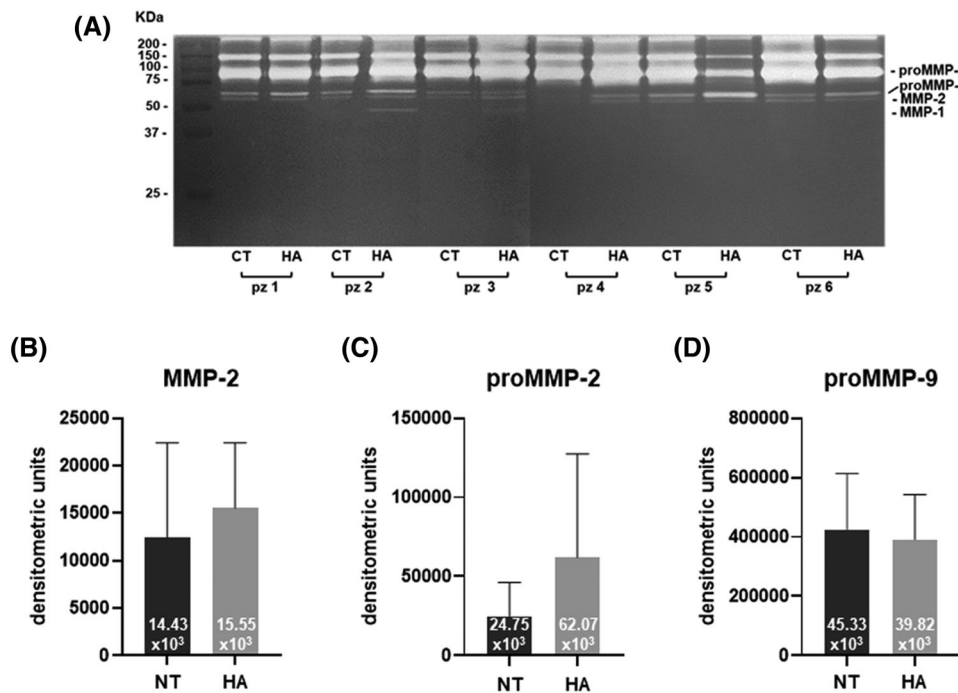 (A)
KDa
200 -
150 -
100 -
75 -
50 -
37 -
25 -
- proMMP-
proMMP-
- MMP-2
- MMP-1
CT HA CT HA CT HA CT HA CT HA CT HA
pz 1 pz 2 pz 3 pz 4 pz 5 pz 6
(B)
MMP-2
densitometric units
25000
20000
15000
10000
5000
0
14.43 x10³
15.55 x10³
NT HA
(C)
proMMP-2
densitometric units
150000
100000
50000
0
24.75 x10³
62.07 x10³
NT HA
(D)
proMMP-9
densitometric units
800000
600000
400000
200000
0
45.33 x10³
39.82 x10³
NT HA